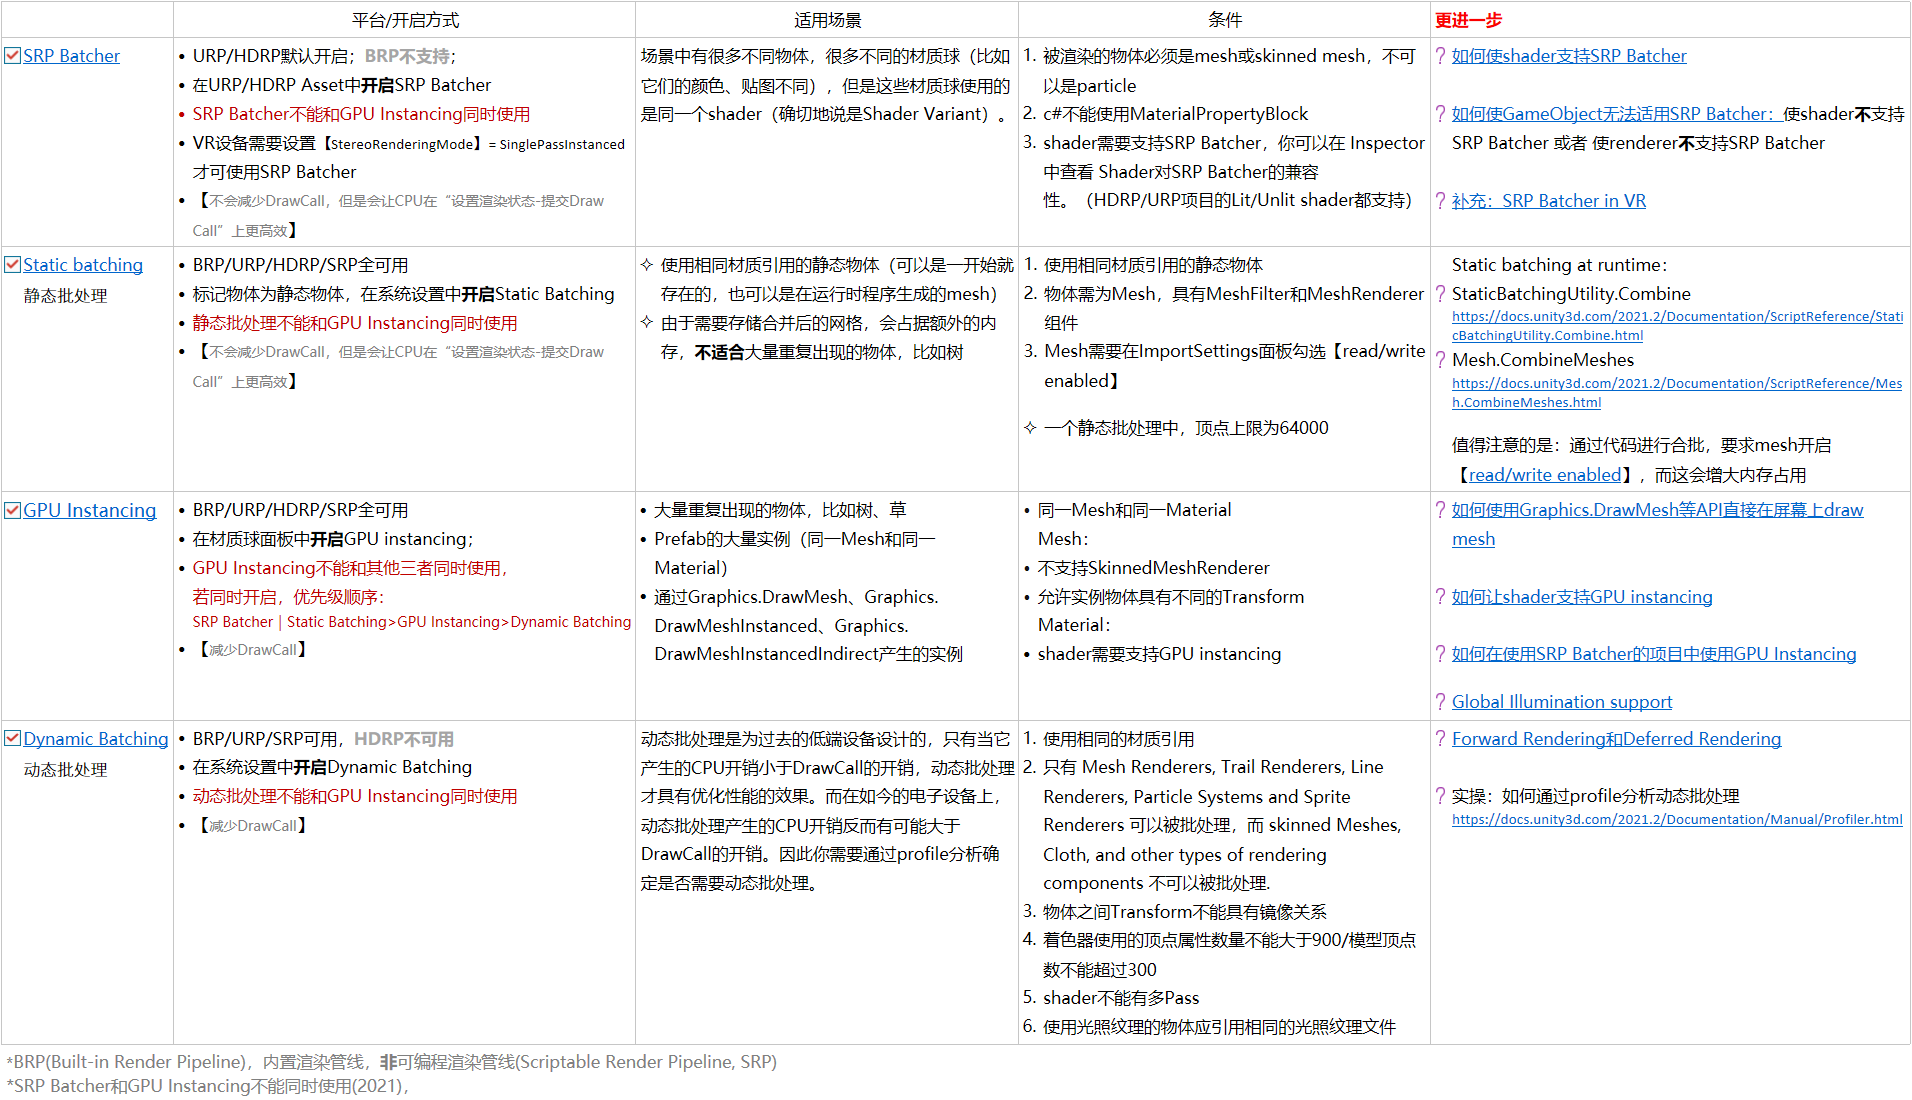 平台/开启方式
适用场景
条件
更进一步
SRP Batcher
• URP/HDRP默认开启；BRP不支持；
• 在URP/HDRP Asset中开启SRP Batcher
• SRP Batcher不能和GPU Instancing同时使用
• VR设备需要设置【StereoRenderingMode】= SinglePassInstanced
才可使用SRP Batcher
• 【不会减少DrawCall，但是会让CPU在“设置渲染状态-提交Draw
Call”上更高效】
场景中有很多不同物体，很多不同的材质球（比如
它们的颜色、贴图不同），但是这些材质球使用的
是同一个shader（确切地说是Shader Variant）。
1. 被渲染的物体必须是mesh或skinned mesh，不可
以是particle
2. c#不能使用MaterialPropertyBlock
3. shader需要支持SRP Batcher，你可以在 Inspector
中查看 Shader对SRP Batcher的兼容
性。（HDRP/URP项目的Lit/Unlit shader都支持）
? 如何使shader支持SRP Batcher
? 如何使GameObject无法适用SRP Batcher：使shader不支持
SRP Batcher 或者 使renderer不支持SRP Batcher
? 补充：SRP Batcher in VR
Static batching
静态批处理
• BRP/URP/HDRP/SRP全可用
• 标记物体为静态物体，在系统设置中开启Static Batching
• 静态批处理不能和GPU Instancing同时使用
• 【不会减少DrawCall，但是会让CPU在“设置渲染状态-提交Draw
Call”上更高效】
✧ 使用相同材质引用的静态物体（可以是一开始就
存在的，也可以是在运行时程序生成的mesh）
✧ 由于需要存储合并后的网格，会占据额外的内
存，不适合大量重复出现的物体，比如树
1. 使用相同材质引用的静态物体
2. 物体需为Mesh，具有MeshFilter和MeshRenderer
组件
3. Mesh需要在ImportSettings面板勾选【read/write
enabled】
✧ 一个静态批处理中，顶点上限为64000
Static batching at runtime：
? StaticBatchingUtility.Combine
https://docs.unity3d.com/2021.2/Documentation/ScriptReference/Stati
cBatchingUtility.Combine.html
? Mesh.CombineMeshes
https://docs.unity3d.com/2021.2/Documentation/ScriptReference/Mes
h.CombineMeshes.html
值得注意的是：通过代码进行合批，要求mesh开启
【read/write enabled】，而这会增大内存占用
GPU Instancing
• BRP/URP/HDRP/SRP全可用
• 在材质球面板中开启GPU instancing；
• GPU Instancing不能和其他三者同时使用，
若同时开启，优先级顺序：
SRP Batcher | Static Batching>GPU Instancing>Dynamic Batching
• 【减少DrawCall】
• 大量重复出现的物体，比如树、草
• Prefab的大量实例（同一Mesh和同一
Material）
• 通过Graphics.DrawMesh、Graphics.
DrawMeshInstanced、Graphics.
DrawMeshInstancedIndirect产生的实例
• 同一Mesh和同一Material
Mesh：
• 不支持SkinnedMeshRenderer
• 允许实例物体具有不同的Transform
Material：
• shader需要支持GPU instancing
? 如何使用Graphics.DrawMesh等API直接在屏幕上draw
mesh
? 如何让shader支持GPU instancing
? 如何在使用SRP Batcher的项目中使用GPU Instancing
? Global Illumination support
Dynamic Batching
动态批处理
• BRP/URP/SRP可用，HDRP不可用
• 在系统设置中开启Dynamic Batching
• 动态批处理不能和GPU Instancing同时使用
• 【减少DrawCall】
动态批处理是为过去的低端设备设计的，只有当它
产生的CPU开销小于DrawCall的开销，动态批处理
才具有优化性能的效果。而在如今的电子设备上，
动态批处理产生的CPU开销反而有可能大于
DrawCall的开销。因此你需要通过profile分析确
定是否需要动态批处理。
1. 使用相同的材质引用
2. 只有 Mesh Renderers, Trail Renderers, Line
Renderers, Particle Systems and Sprite
Renderers 可以被批处理，而 skinned Meshes,
Cloth, and other types of rendering
components 不可以被批处理.
3. 物体之间Transform不能具有镜像关系
4. 着色器使用的顶点属性数量不能大于900/模型顶点
数不能超过300
5. shader不能有多Pass
6. 使用光照纹理的物体应引用相同的光照纹理文件
? Forward Rendering和Deferred Rendering
? 实操：如何通过profile分析动态批处理
https://docs.unity3d.com/2021.2/Documentation/Manual/Profiler.html
*BRP(Built-in Render Pipeline)，内置渲染管线，非可编程渲染管线(Scriptable Render Pipeline, SRP)
*SRP Batcher和GPU Instancing不能同时使用(2021)，